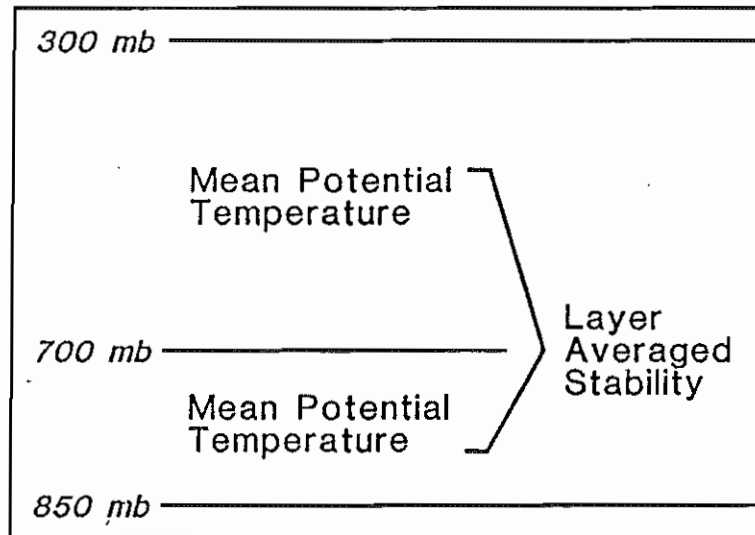 300 mb
Mean Potential
Temperature
700 mb
Layer
Averaged
Stability
Mean Potential
Temperature
850 mb